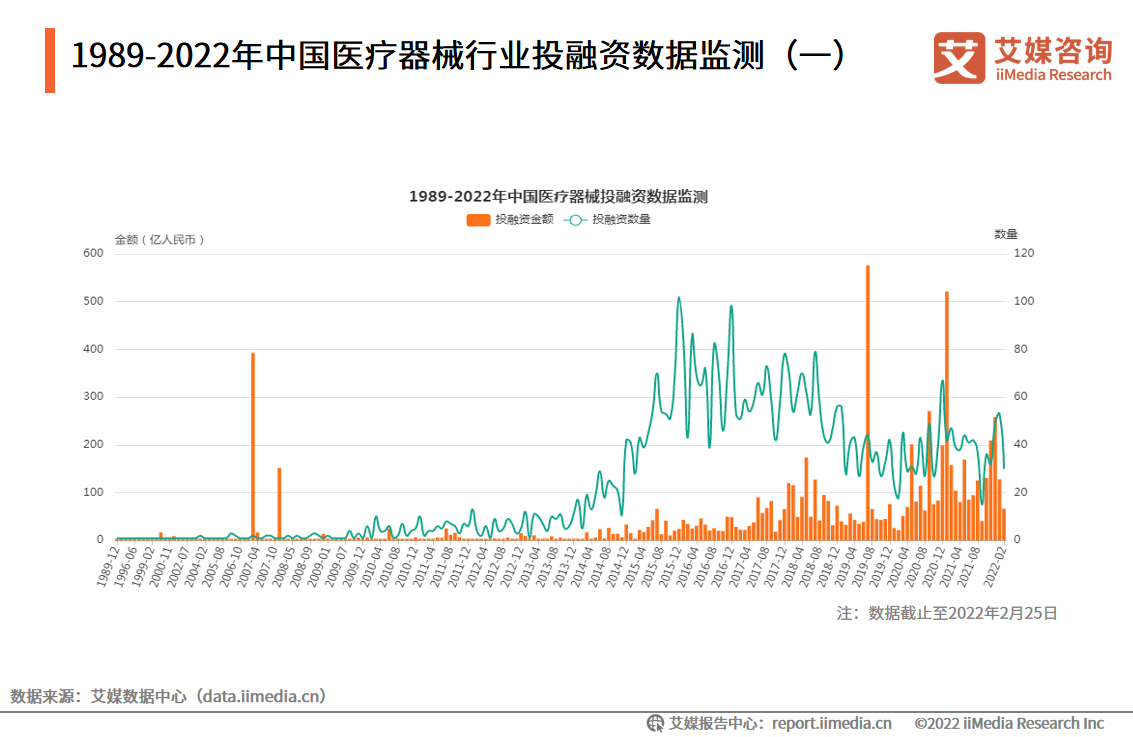 1989-2022年中国医疗器械行业投融资数据监测（一）
艾媒咨询
iiMedia Research
1989-2022年中国医疗器械投融资数据监测
投融资金额 投融资数量
金额（亿人民币） 数量
600 120
500 100
400 80
300 60
200 40
100 20
0 0
1989-12 1996-06 1999-02 2000-11 2002-07 2004-02 2005-08 2006-10 2007-04 2007-10 2008-05 2008-09 2009-01 2009-07 2009-12 2010-04 2010-08 2010-12 2011-04 2011-08 2011-12 2012-04 2012-08 2012-12 2013-04 2013-08 2013-12 2014-04 2014-08 2014-12 2015-04 2015-08 2015-12 2016-04 2016-08 2016-12 2017-04 2017-08 2017-12 2018-04 2018-08 2018-12 2019-04 2019-08 2019-12 2020-04 2020-08 2020-12 2021-04 2021-08 2022-02
注：数据截止至2022年2月25日
数据来源：艾媒数据中心（data.iimedia.cn）
艾媒报告中心：report.iimedia.cn ©2022 iiMedia Research Inc